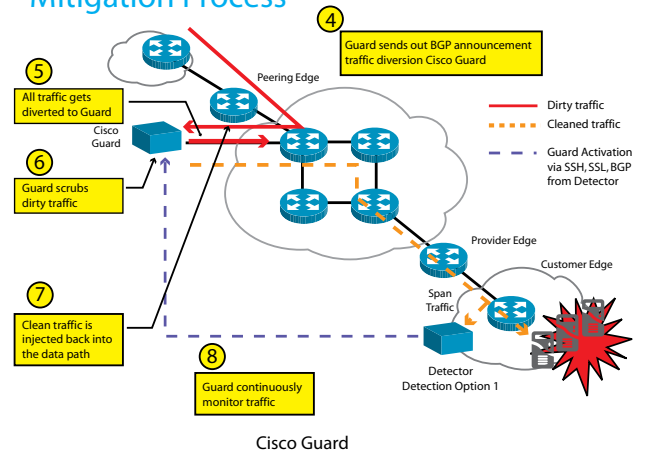 Mitigation Process
4
Guard sends out BGP announcement
traffic diversion Cisco Guard
5
Peering Edge
All traffic gets
diverted to Guard
Dirty traffic
Cleaned traffic
Guard Activation
via SSH, SSL, BGP
from Detector
Cisco
Guard
6
Guard scrubs
dirty traffic
Provider Edge
Customer Edge
Span
Traffic
7
Clean traffic is
injected back into
the data path
8
Guard continuously
monitor traffic
Detector
Detection Option 1
Cisco Guard